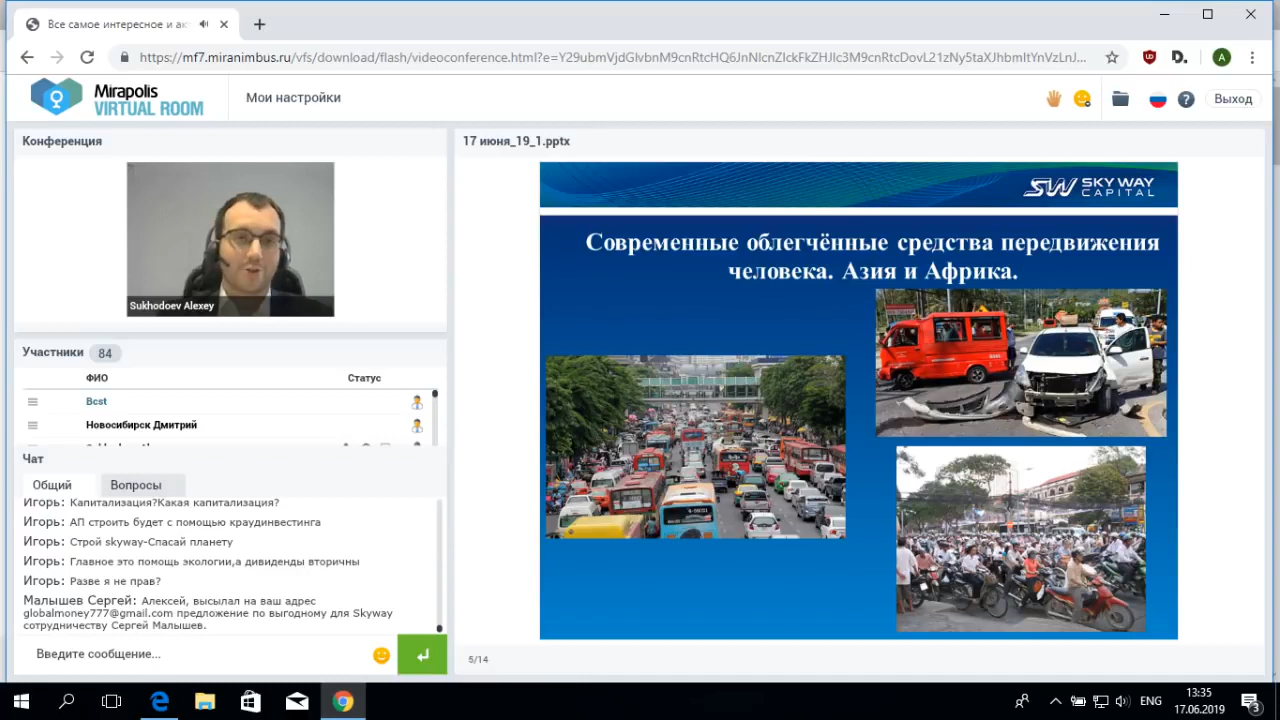 Все самое интересное и ак
https://mf7.miranimbus.ru/vfs/download/flash/videoconference.html?e=Y29ubmVjdGlvbnM9cnRtcHQ6JnNlcnZlckFkZHJlc3M9cnRtcDovL21zNy5taXJhbmltYnVzLnJ...
Mirapolis
VIRTUAL ROOM
Мои настройки
Выход
Конференция
17 июня_19_1.pptx
Sukhodoev Alexey
SW SKY WAY
CAPITAL
Современные облегчённые средства передвижения
человека. Азия и Африка.
Участники 84
ФИО Статус
Bcst
Новосибирск Дмитрий
Чат
Общий Вопросы
Игорь: Капитализация?Какая капитализация?
Игорь: АП строить будет с помощью краудинвестинга
Игорь: Строй skyway-Спасай планету
Игорь: Главное это помощь экологии,а дивиденды вторичны
Игорь: Разве я не прав?
Малышев Сергей: Алексей, высылал на ваш адрес
globalmoney777@gmail.com предложение по выгодному для Skyway
сотрудничеству Сергей Малышев.
Введите сообщение...
5/14
ENG
13:35
17.06.2019
3